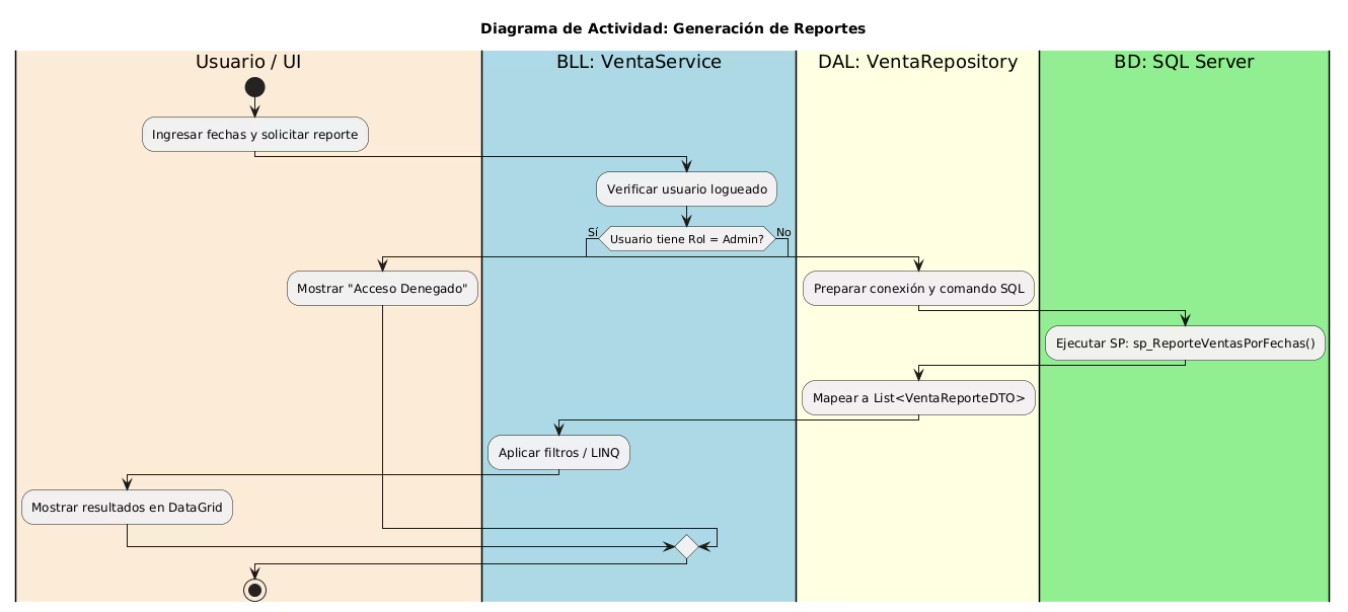 Diagrama de Actividad: Generación de Reportes
Usuario / UI
BLL: VentaService
DAL: VentaRepository
BD: SQL Server
Ingresar fechas y solicitar reporte
Verificar usuario logueado
Sí
Usuario tiene Rol = Admin?
No
Mostrar "Acceso Denegado"
Preparar conexión y comando SQL
Ejecutar SP: sp_ReporteVentasPorFechas()
Mapear a List<VentaReporteDTO>
Aplicar filtros / LINQ
Mostrar resultados en DataGrid